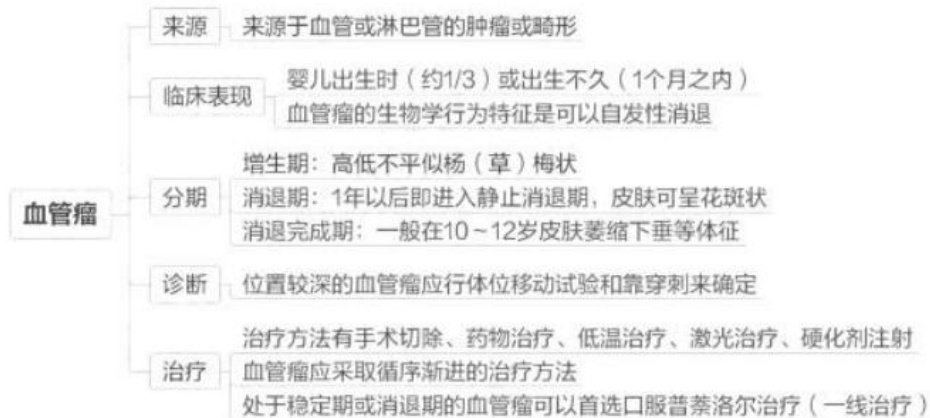 血管瘤
来源
来源于血管或淋巴管的肿瘤或畸形
临床表现
婴儿出生时（约1/3）或出生不久（1个月之内）
血管瘤的生物学行为特征是可以自发性消退
分期
增生期：高低不平似杨（草）梅状
消退期：1年以后即进入静止消退期，皮肤可呈花斑状
消退完成期：一般在10～12岁皮肤萎缩下垂等体征
诊断
位置较深的血管瘤应行体位移动试验和靠穿刺来确定
治疗
治疗方法有手术切除、药物治疗、低温治疗、激光治疗、硬化剂注射
血管瘤应采取循序渐进的治疗方法
处于稳定期或消退期的血管瘤可以首选口服普萘洛尔治疗（一线治疗）